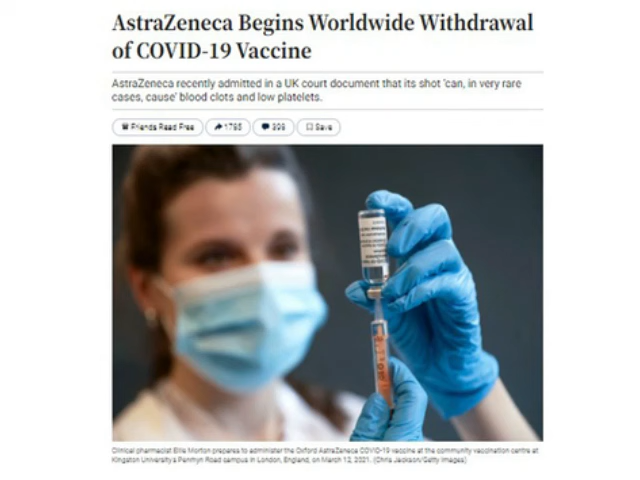 AstraZeneca Begins Worldwide Withdrawal
of COVID-19 Vaccine
AstraZeneca recently admitted in a UK court document that its shot 'can, in very rare
cases, cause' blood clots and low platelets.
Friends Read Free 1785 Save
Clinical pharmacist Ellie Morton prepares to administer the Oxford AstraZeneca COVID-19 vaccine at the community vaccination centre at
Kingston University's Penrhyn Road campus in London, England, on March 12, 2021. (Chris Jackson/Getty Images)